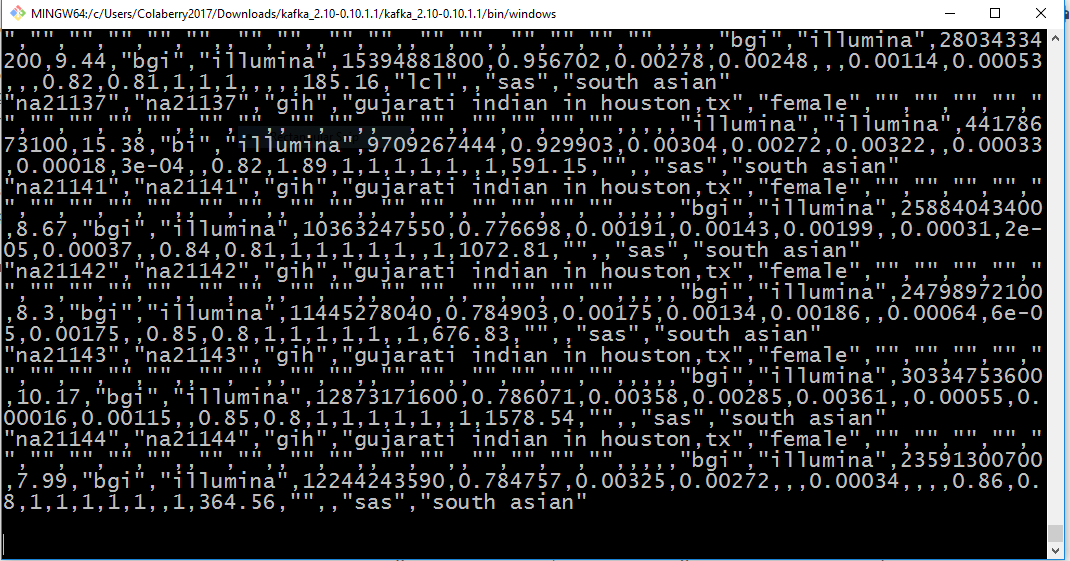 MINGW64:/c/Users/Colaberry2017/Downloads/kafka_2.10-0.10.1.1/kafka_2.10-0.10.1.1/bin/windows
","","","","","",,"","","","",,"","",,"","","","",,,,,"bgi","illumina",28034334
200,9.44,"bgi","illumina",15394881800,0.956702,0.00278,0.00248,,,0.00114,0.00053
,,,0.82,0.81,1,1,1,,,,,185.16,"lcl",,"sas","south asian"
"na21137","na21137","gih","gujarati indian in houston,tx","female","","","","","
","","","","",,"","",,"","","",,"","","","","","",,,,,"illumina","illumina",441786
73100,15.38,"bi","illumina",9709267444,0.929903,0.00304,0.00272,0.00322,,0.00033
,0.00018,3e-04,,0.82,1.89,1,1,1,1,1,,1,591.15,"",,"sas","south asian"
"na21141","na21141","gih","gujarati indian in houston,tx","female","","","","","
","","","","",,"","",,"","","",,"","","","","","",,,,,"bgi","illumina",25884043400
,8.67,"bgi","illumina",10363247550,0.776698,0.00191,0.00143,0.00199,,0.00031,2e-
05,0.00037,,0.84,0.81,1,1,1,1,1,,1,1072.81,"",,"sas","south asian"
"na21142","na21142","gih","gujarati indian in houston,tx","female","","","","","
","","","","",,"","",,"","","",,"","","","","","",,,,,"bgi","illumina",24798972100
,8.3,"bgi","illumina",11445278040,0.784903,0.00175,0.00134,0.00186,,0.00064,6e-0
5,0.00175,,0.85,0.8,1,1,1,1,1,,1,676.83,"",,"sas","south asian"
"na21143","na21143","gih","gujarati indian in houston,tx","female","","","","","
","","","","",,"","",,"","","",,"","","","","","",,,,,"bgi","illumina",30334753600
,10.17,"bgi","illumina",12873171600,0.786071,0.00358,0.00285,0.00361,,0.00055,0.
00016,0.00115,,0.85,0.8,1,1,1,1,1,,1,1578.54,"",,"sas","south asian"
"na21144","na21144","gih","gujarati indian in houston,tx","female","","","","","
","","","","",,"","",,"","","",,"","","","","","",,,,,"bgi","illumina",23591300700
,7.99,"bgi","illumina",12244243590,0.784757,0.00325,0.00272,,,0.00034,,,,0.86,0.
8,1,1,1,1,1,,1,364.56,"",,"sas","south asian"